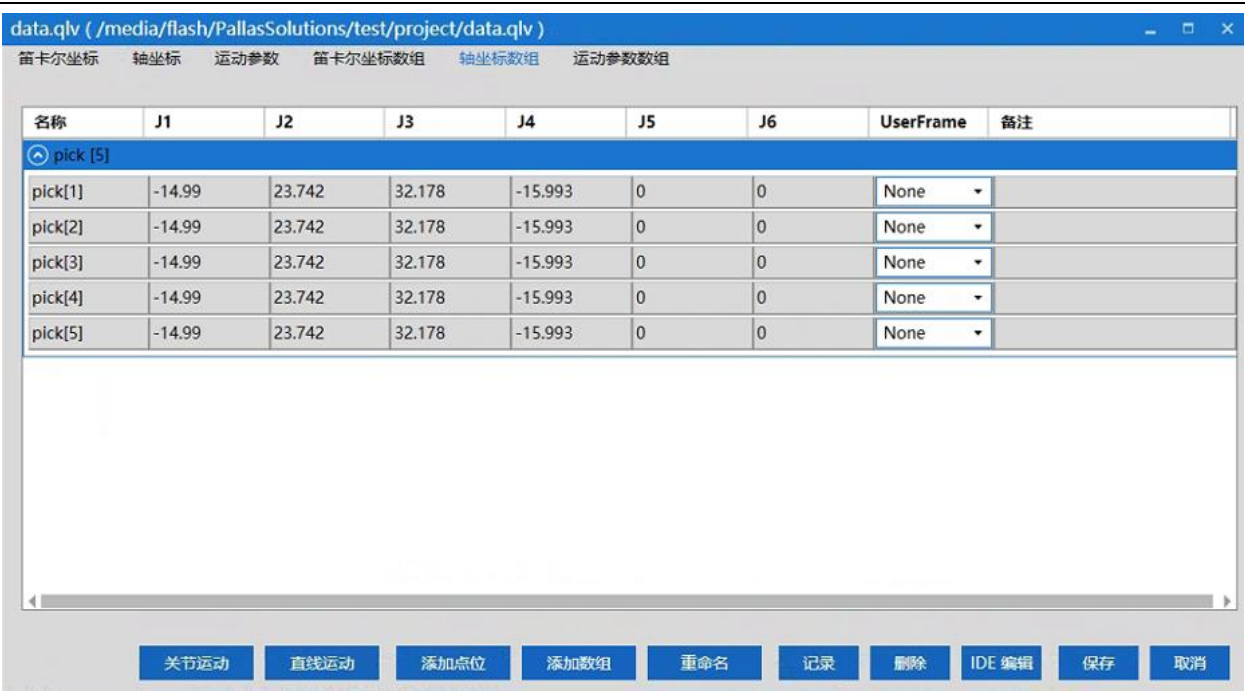 data.qlv ( /media/flash/PallasSolutions/test/project/data.qlv )
笛卡尔坐标 轴坐标 运动参数 笛卡尔坐标数组 轴坐标数组 运动参数数组
名称 J1 J2 J3 J4 J5 J6 UserFrame 备注
pick [5]
pick[1] -14.99 23.742 32.178 -15.993 0 0 None
pick[2] -14.99 23.742 32.178 -15.993 0 0 None
pick[3] -14.99 23.742 32.178 -15.993 0 0 None
pick[4] -14.99 23.742 32.178 -15.993 0 0 None
pick[5] -14.99 23.742 32.178 -15.993 0 0 None
关节运动 直线运动 添加点位 添加数组 重命名 记录 删除 IDE 编辑 保存 取消